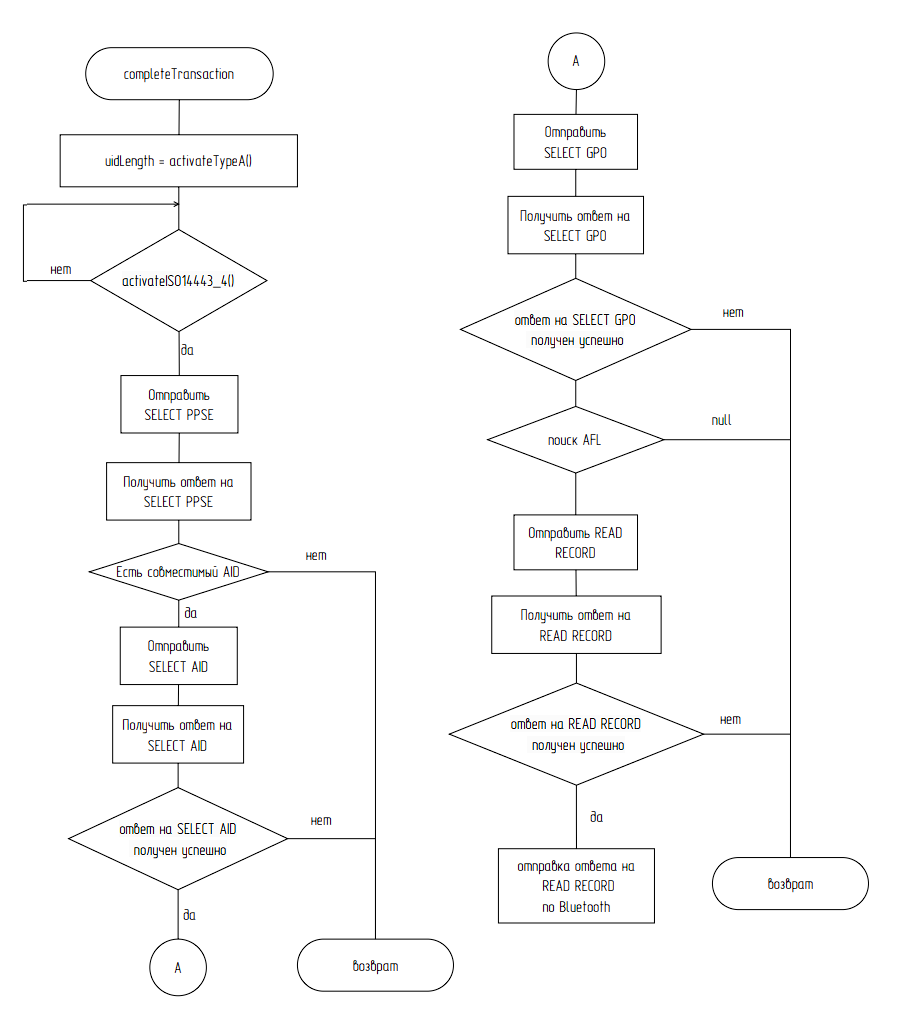 completeTransaction
uidLength = activateTypeA()
нет
activateISO14443_4()
да
Отправить
SELECT PPSE
Получить ответ на
SELECT PPSE
нет
Есть совместимый AID
да
Отправить
SELECT AID
Получить ответ на
SELECT AID
нет
ответ на SELECT AID
получен успешно
да
A
возврат
A
Отправить
SELECT GPO
Получить ответ на
SELECT GPO
нет
ответ на SELECT GPO
получен успешно
null
поиск AFL
Отправить READ
RECORD
Получить ответ на
READ RECORD
нет
ответ на READ RECORD
получен успешно
да
отправка ответа на
READ RECORD
по Bluetooth
возврат